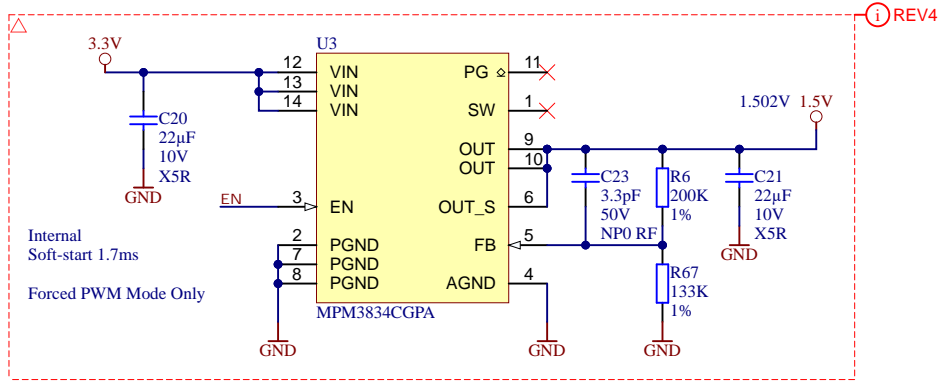 i REV4
3.3V
U3
12 VIN
13 VIN
14 VIN
PG 11
SW 1
1.502V 1.5V
C20
22µF
10V
X5R
GND
OUT 9
OUT 10
OUT_S 6
C23
3.3pF
50V
NP0 RF
R6
200K
1%
C21
22µF
10V
X5R
GND
EN 3 EN
FB 5
Internal
Soft-start 1.7ms
Forced PWM Mode Only
2 PGND
7 PGND
8 PGND
AGND 4
R67
133K
1%
MPM3834CGPA
GND
GND
GND